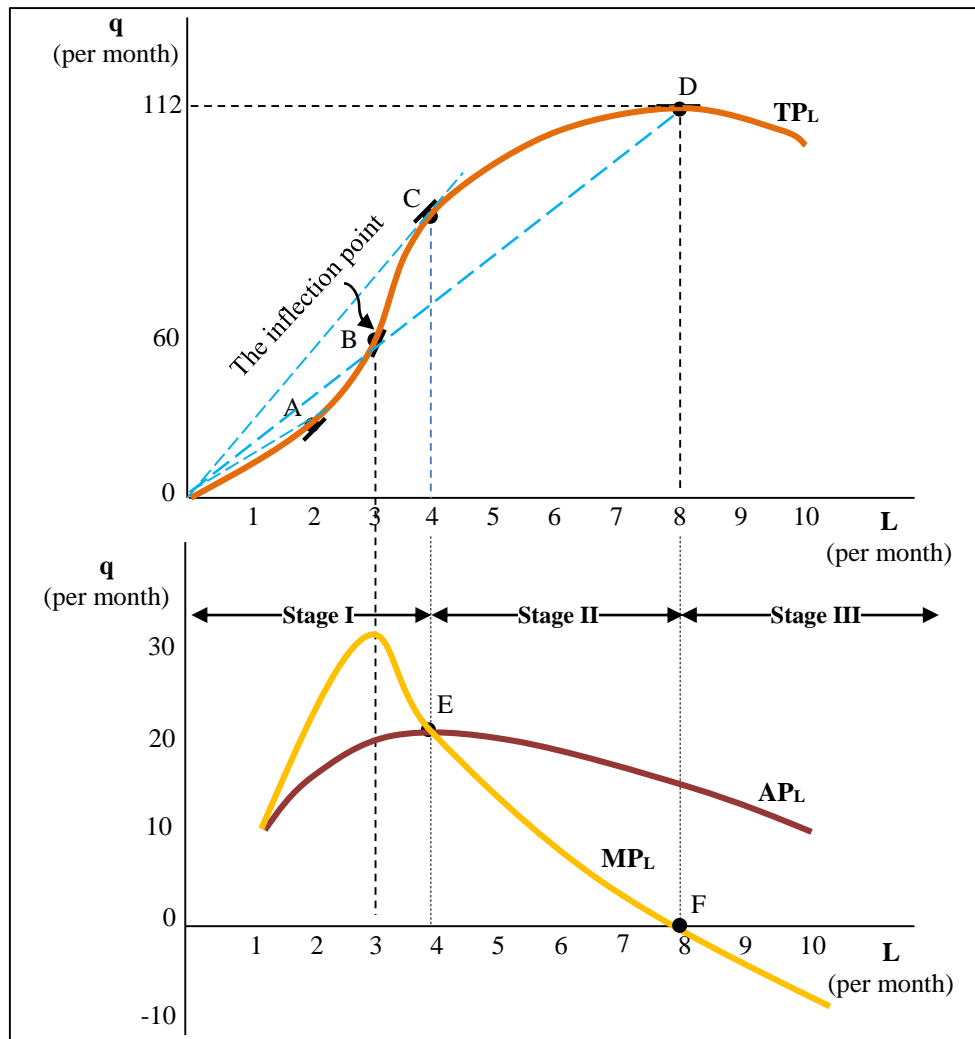 q
(per month)
D
112
TPL
C
The inflection point
60
B
A
0
1 2 3 4 5 6 7 8 9 10 L
(per month)
q
(per month)
Stage I Stage II Stage III
30
E
20
APL
10
MPL
F
0
1 2 3 4 5 6 7 8 9 10 L
(per month)
-10